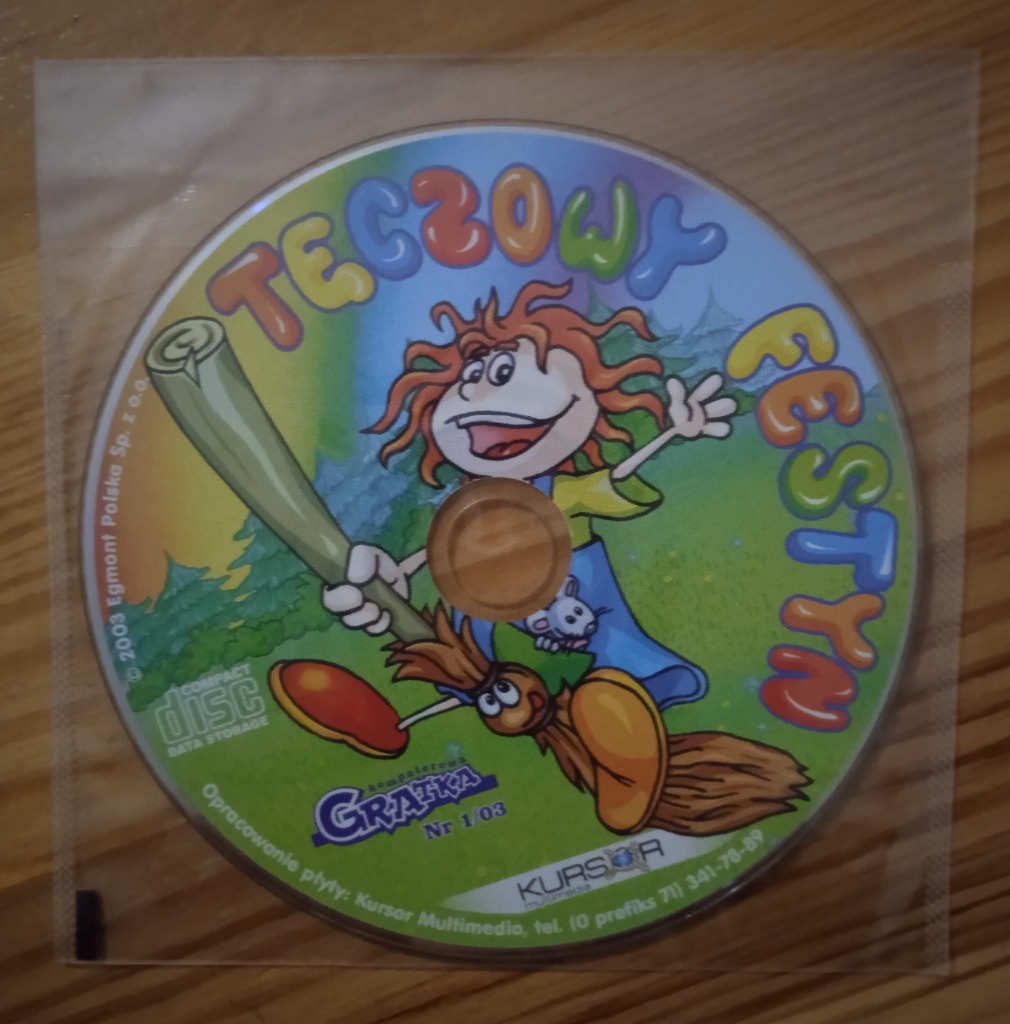 TĘCZOWY FESTYN
© 2003 Egmont Polska Sp. z o.o.
COMPACT
disc
DATA STORAGE
komputerowa
GRATKA
Nr 1/03
KURSOR
multimedia
Opracowanie płyty: Kursor Multimedia, tel. (0 prefiks 71) 341-78-89